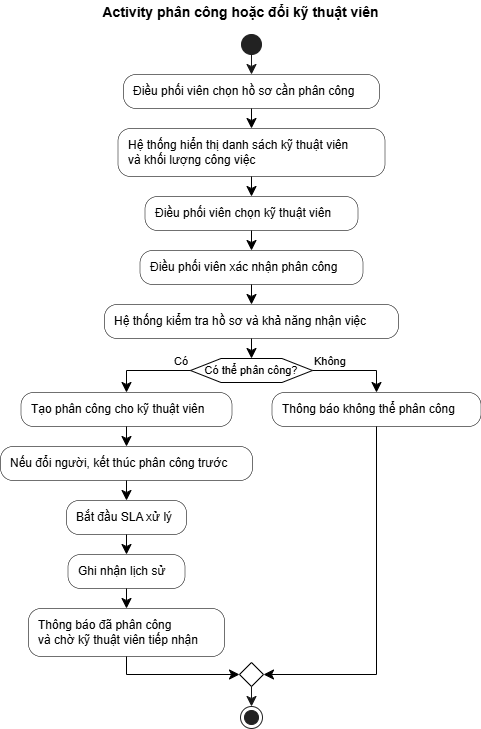 Activity phân công hoặc đổi kỹ thuật viên
Điều phối viên chọn hồ sơ cần phân công
Hệ thống hiển thị danh sách kỹ thuật viên
và khối lượng công việc
Điều phối viên chọn kỹ thuật viên
Điều phối viên xác nhận phân công
Hệ thống kiểm tra hồ sơ và khả năng nhận việc
Có
Có thể phân công?
Không
Tạo phân công cho kỹ thuật viên
Thông báo không thể phân công
Nếu đổi người, kết thúc phân công trước
Bắt đầu SLA xử lý
Ghi nhận lịch sử
Thông báo đã phân công
và chờ kỹ thuật viên tiếp nhận